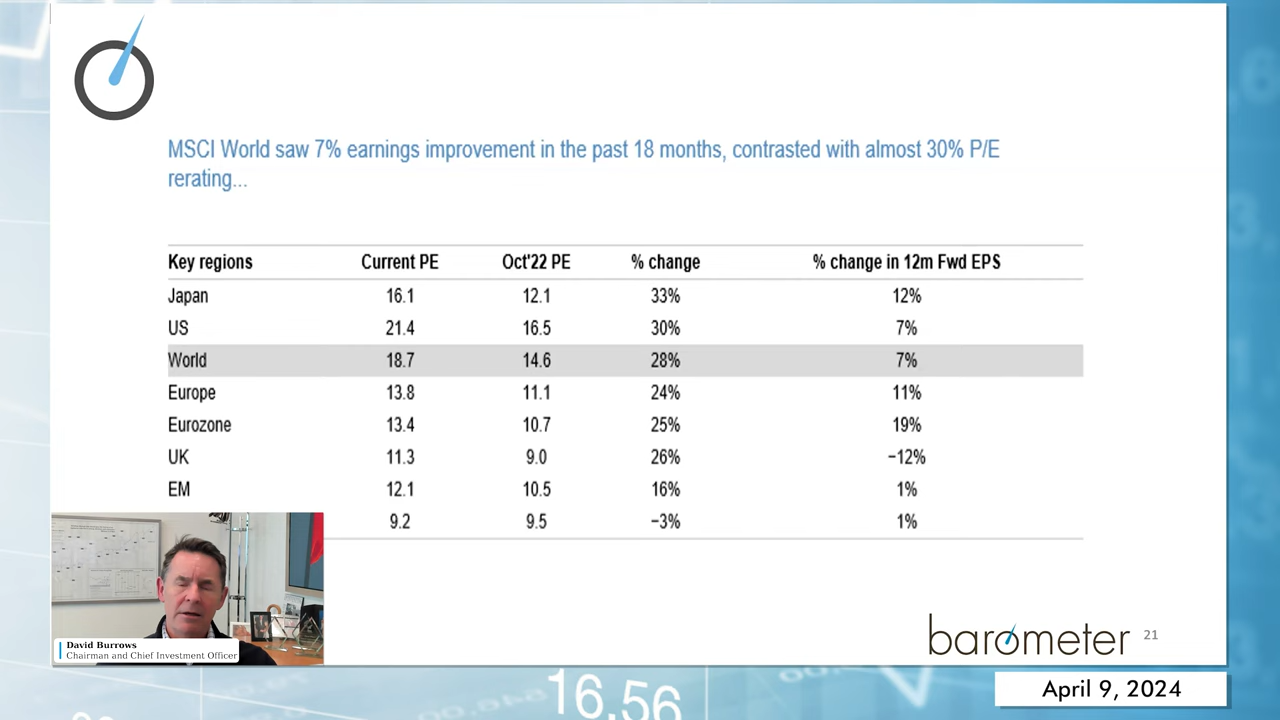 MSCI World saw 7% earnings improvement in the past 18 months, contrasted with almost 30% P/E
rerating...
Key regions Current PE Oct'22 PE % change % change in 12m Fwd EPS
Japan 16.1 12.1 33% 12%
US 21.4 16.5 30% 7%
World 18.7 14.6 28% 7%
Europe 13.8 11.1 24% 11%
Eurozone 13.4 10.7 25% 19%
UK 11.3 9.0 26% −12%
EM 12.1 10.5 16% 1%
9.2 9.5 −3% 1%
David Burrows
Chairman and Chief Investment Officer
barometer 21
April 9, 2024
16,56